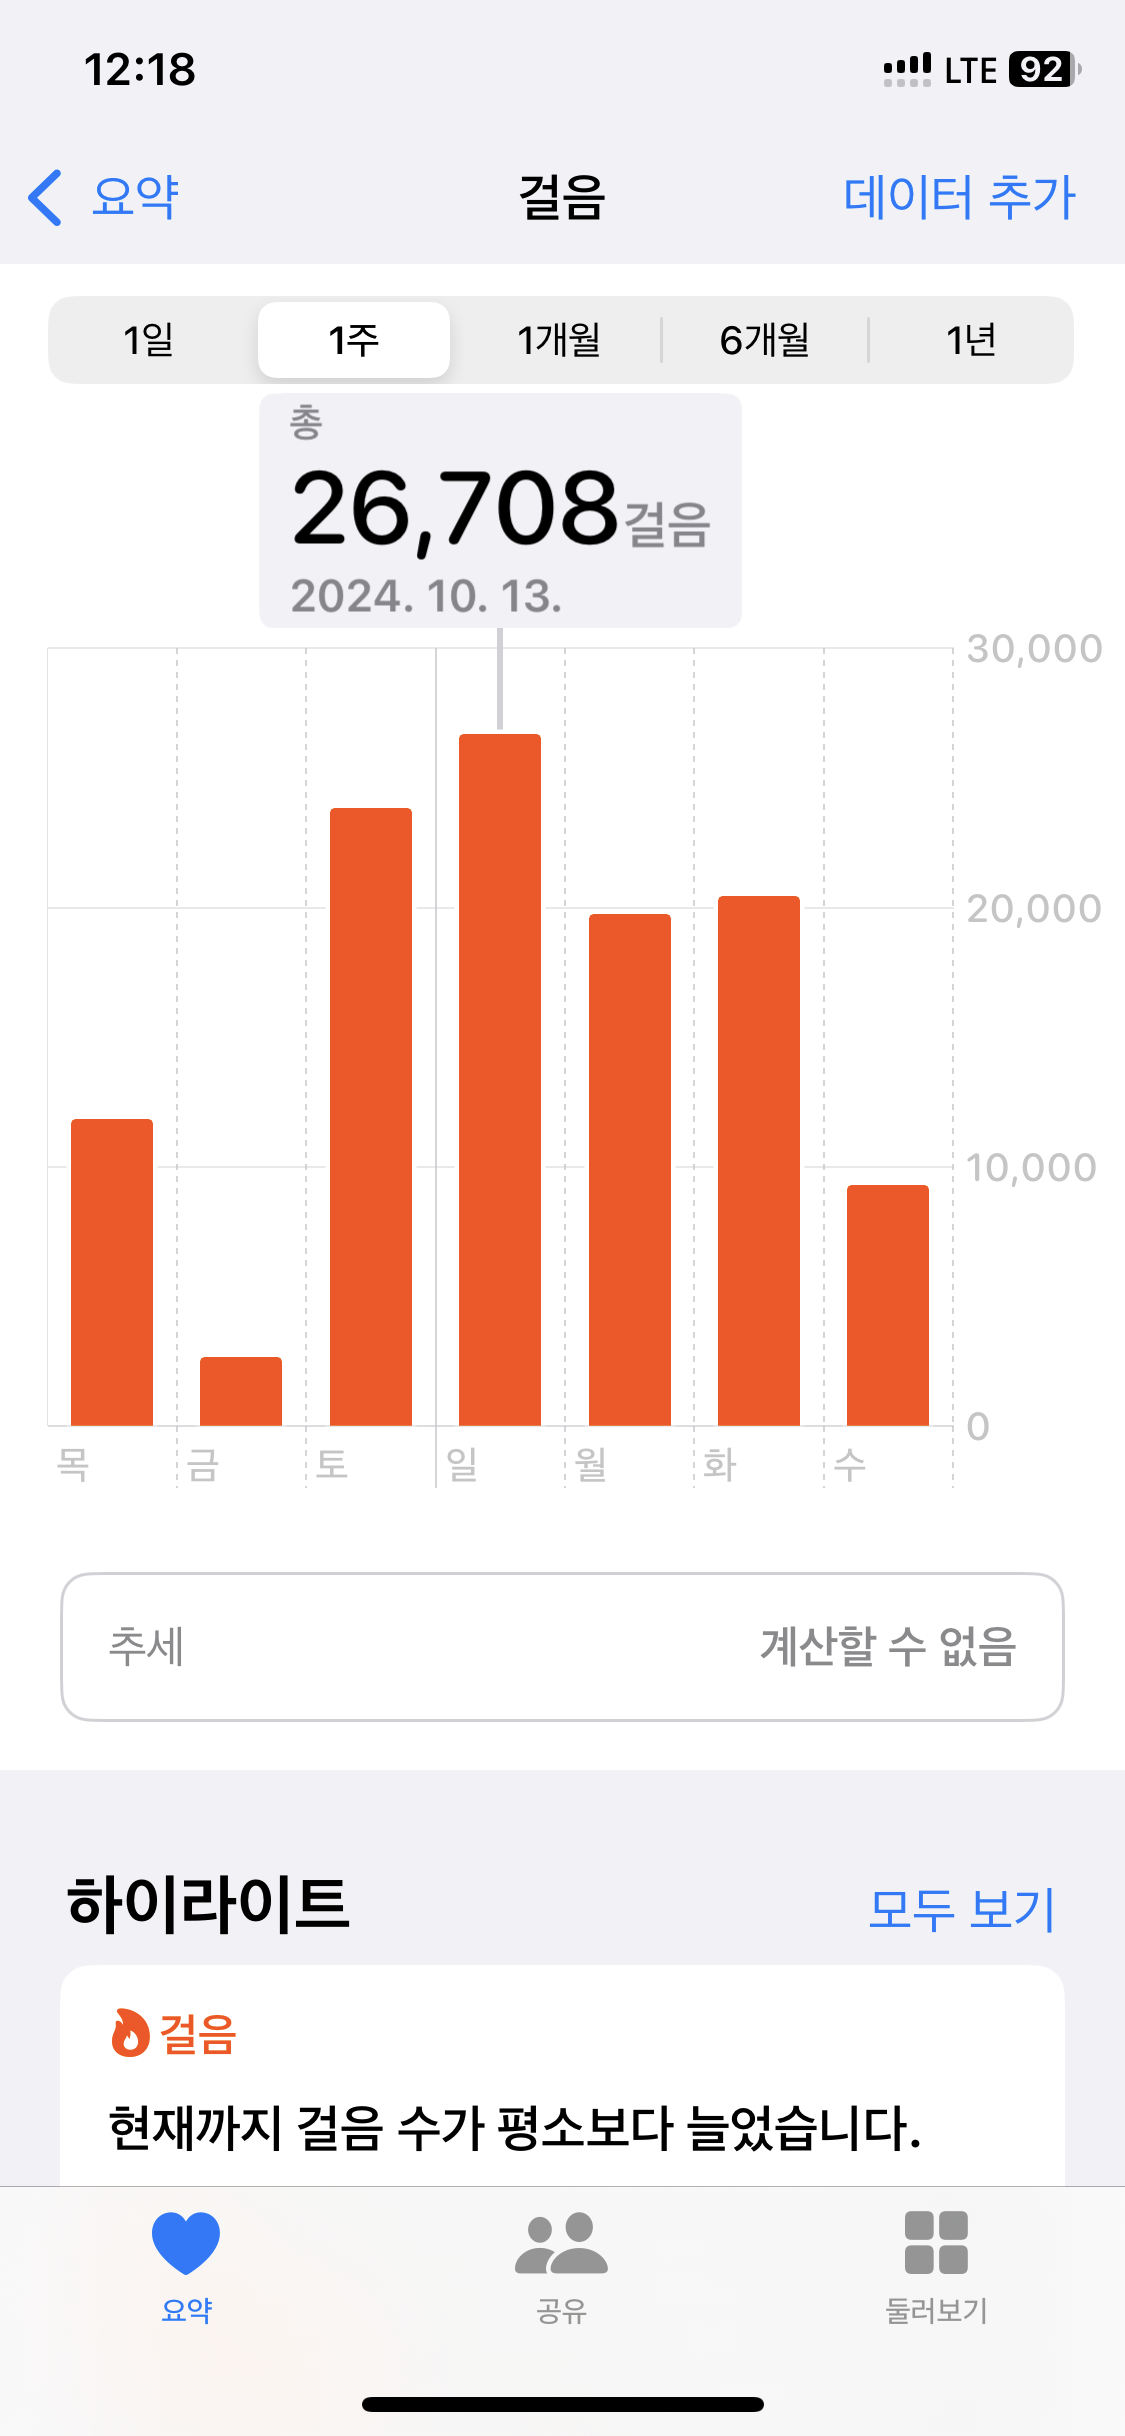 12:18 LTE 92
요약 걸음 데이터 추가
1일 1주 1개월 6개월 1년
총
26,708걸음
2024. 10. 13.
30,000
20,000
10,000
0
목 금 토 일 월 화 수
추세 계산할 수 없음
하이라이트 모두 보기
걸음
현재까지 걸음 수가 평소보다 늘었습니다.
요약 공유 둘러보기